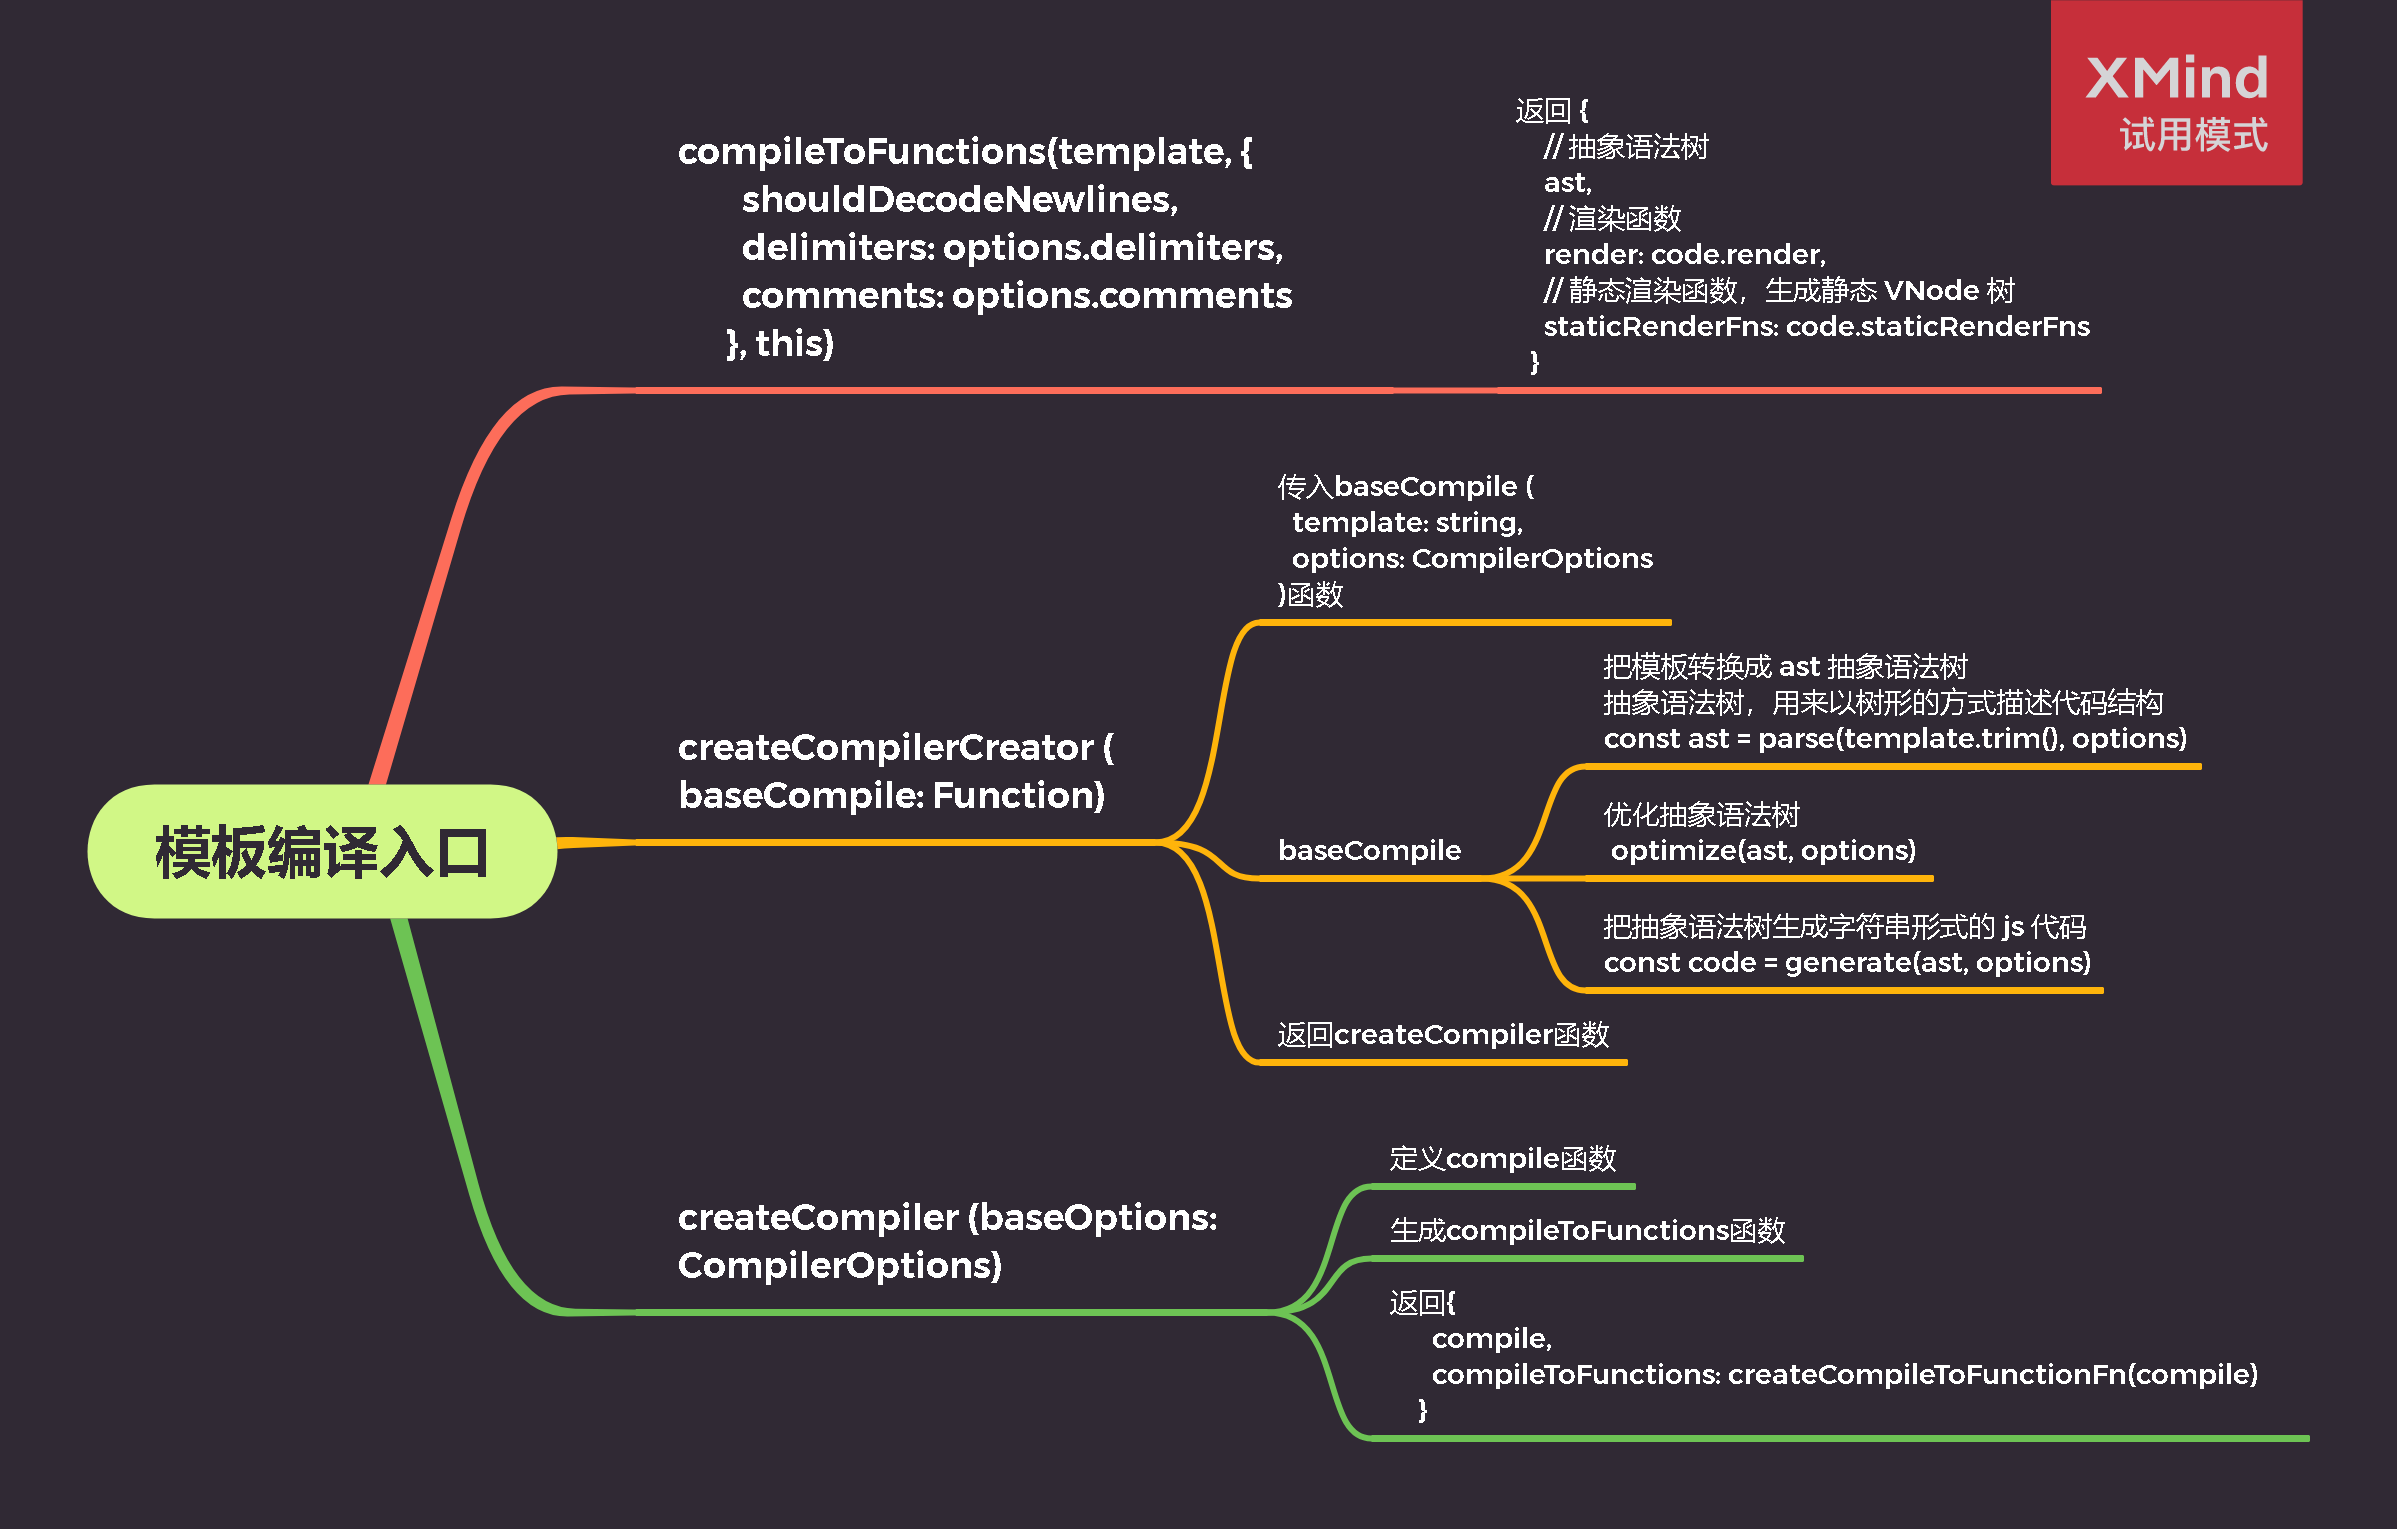 XMind
试用模式
模板编译入口
compileToFunctions(template, {
shouldDecodeNewlines,
delimiters: options.delimiters,
comments: options.comments
}, this)
返回 {
// 抽象语法树
ast,
// 渲染函数
render: code.render,
// 静态渲染函数，生成静态 VNode 树
staticRenderFns: code.staticRenderFns
}
createCompilerCreator (
baseCompile: Function)
传入baseCompile (
template: string,
options: CompilerOptions
)函数
baseCompile
把模板转换成 ast 抽象语法树
抽象语法树，用来以树形的方式描述代码结构
const ast = parse(template.trim(), options)
优化抽象语法树
optimize(ast, options)
把抽象语法树生成字符串形式的 js 代码
const code = generate(ast, options)
返回createCompiler函数
createCompiler (baseOptions:
CompilerOptions)
定义compile函数
生成compileToFunctions函数
返回{
compile,
compileToFunctions: createCompileToFunctionFn(compile)
}